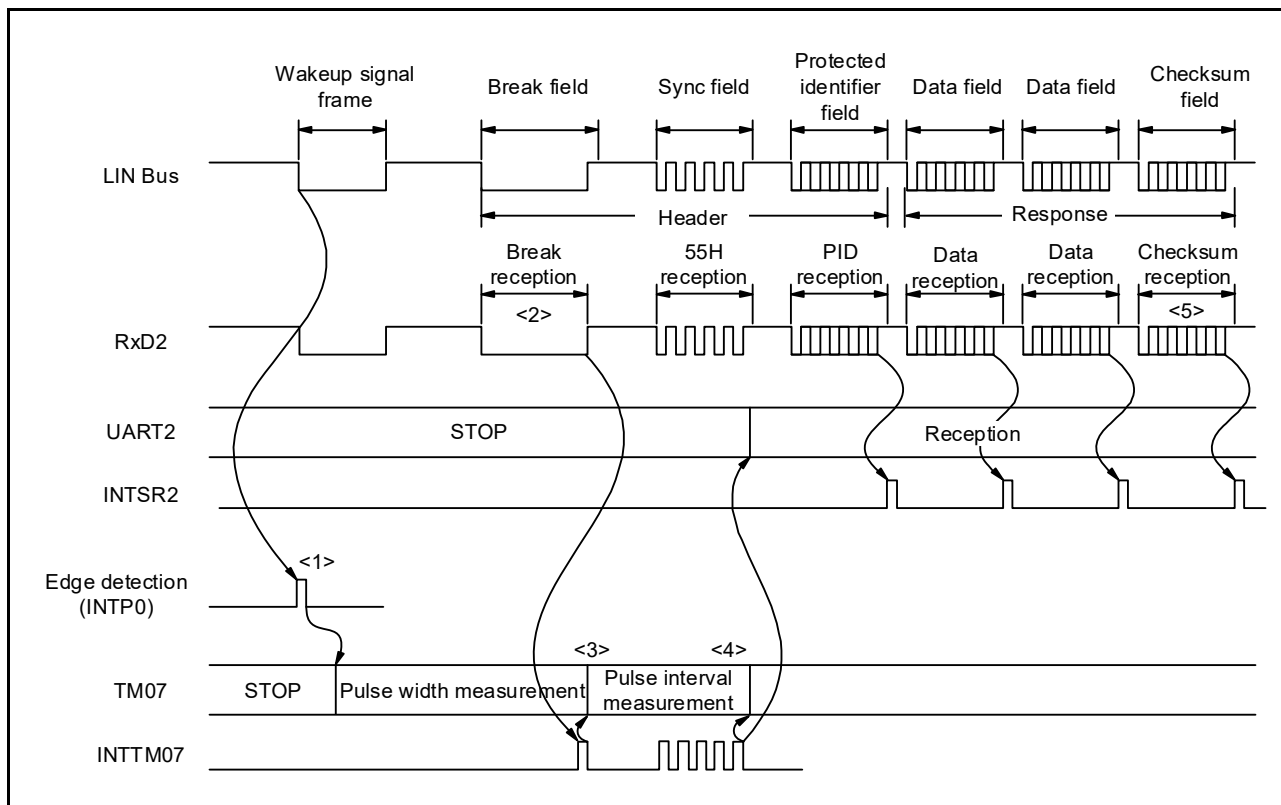 Wakeup signal
frame
Break field
Sync field
Protected
identifier
field
Data field
Data field
Checksum
field
LIN Bus
Header
Response
Break
reception
55H
reception
PID
reception
Data
reception
Data
reception
Checksum
reception
<2>
<5>
RxD2
UART2
STOP
Reception
INTSR2
<1>
Edge detection
(INTP0)
<3>
<4>
TM07
STOP
Pulse width measurement
Pulse interval
measurement
INTTM07